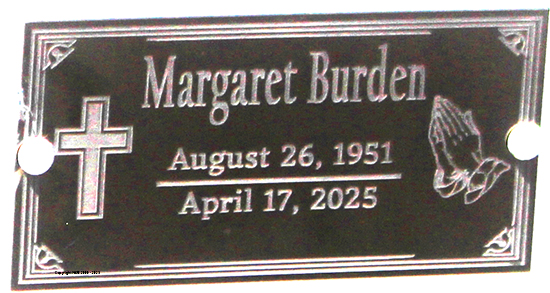 Margaret Burden
August 26, 1951
April 17, 2025